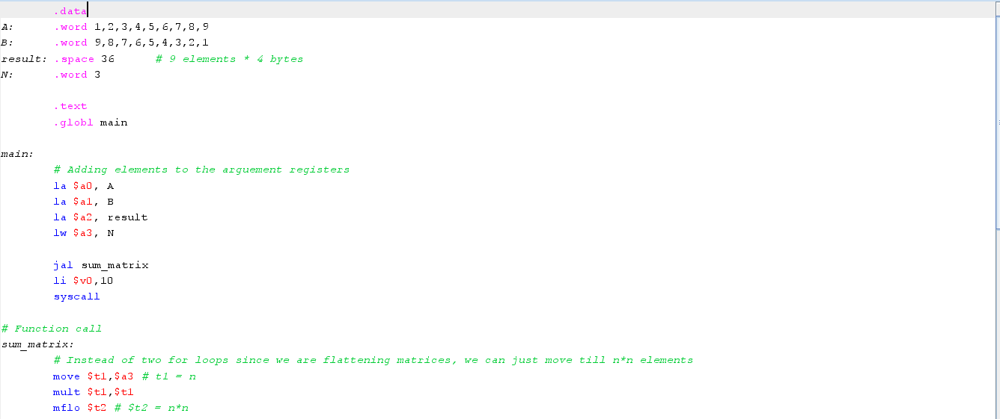 .data
A: .word 1,2,3,4,5,6,7,8,9
B: .word 9,8,7,6,5,4,3,2,1
result: .space 36 # 9 elements * 4 bytes
N: .word 3
.text
.globl main
main:
# Adding elements to the arguement registers
la $a0, A
la $a1, B
la $a2, result
lw $a3, N
jal sum_matrix
li $v0,10
syscall
# Function call
sum_matrix:
# Instead of two for loops since we are flattening matrices, we can just move till n*n elements
move $t1,$a3 # t1 = n
mult $t1,$t1
mflo $t2 # $t2 = n*n